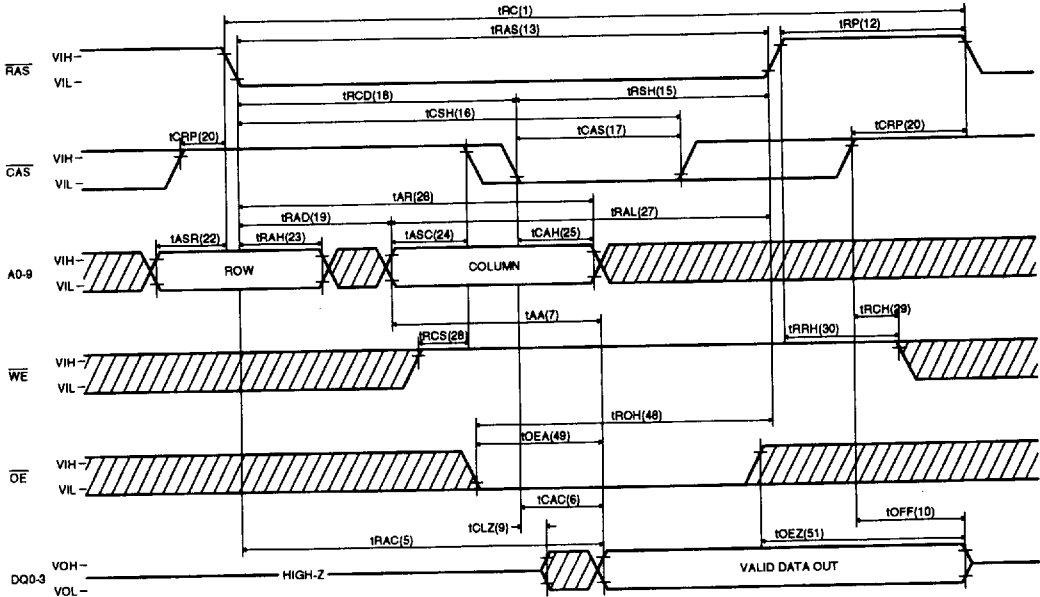 tRC(1)
tRAS(13)
tRP(12)
RAS
VIH
VIL
tRCD(18)
tRSH(15)
tCSH(16)
tCRP(20)
tCAS(17)
tCRP(20)
CAS
VIH
VIL
tAR(26)
tRAD(19)
tRAL(27)
tASR(22)
tRAH(23)
tASC(24)
tCAH(25)
A0-9
VIH
VIL
ROW
COLUMN
tAA(7)
tRCS(28)
tRCH(29)
tRRH(30)
WE
VIH
VIL
tROH(48)
tOEA(49)
OE
VIH
VIL
tCAC(6)
tCLZ(9)
tOFF(10)
tRAC(5)
tOEZ(51)
DQ0-3
VOH
VOL
HIGH-Z
VALID DATA OUT